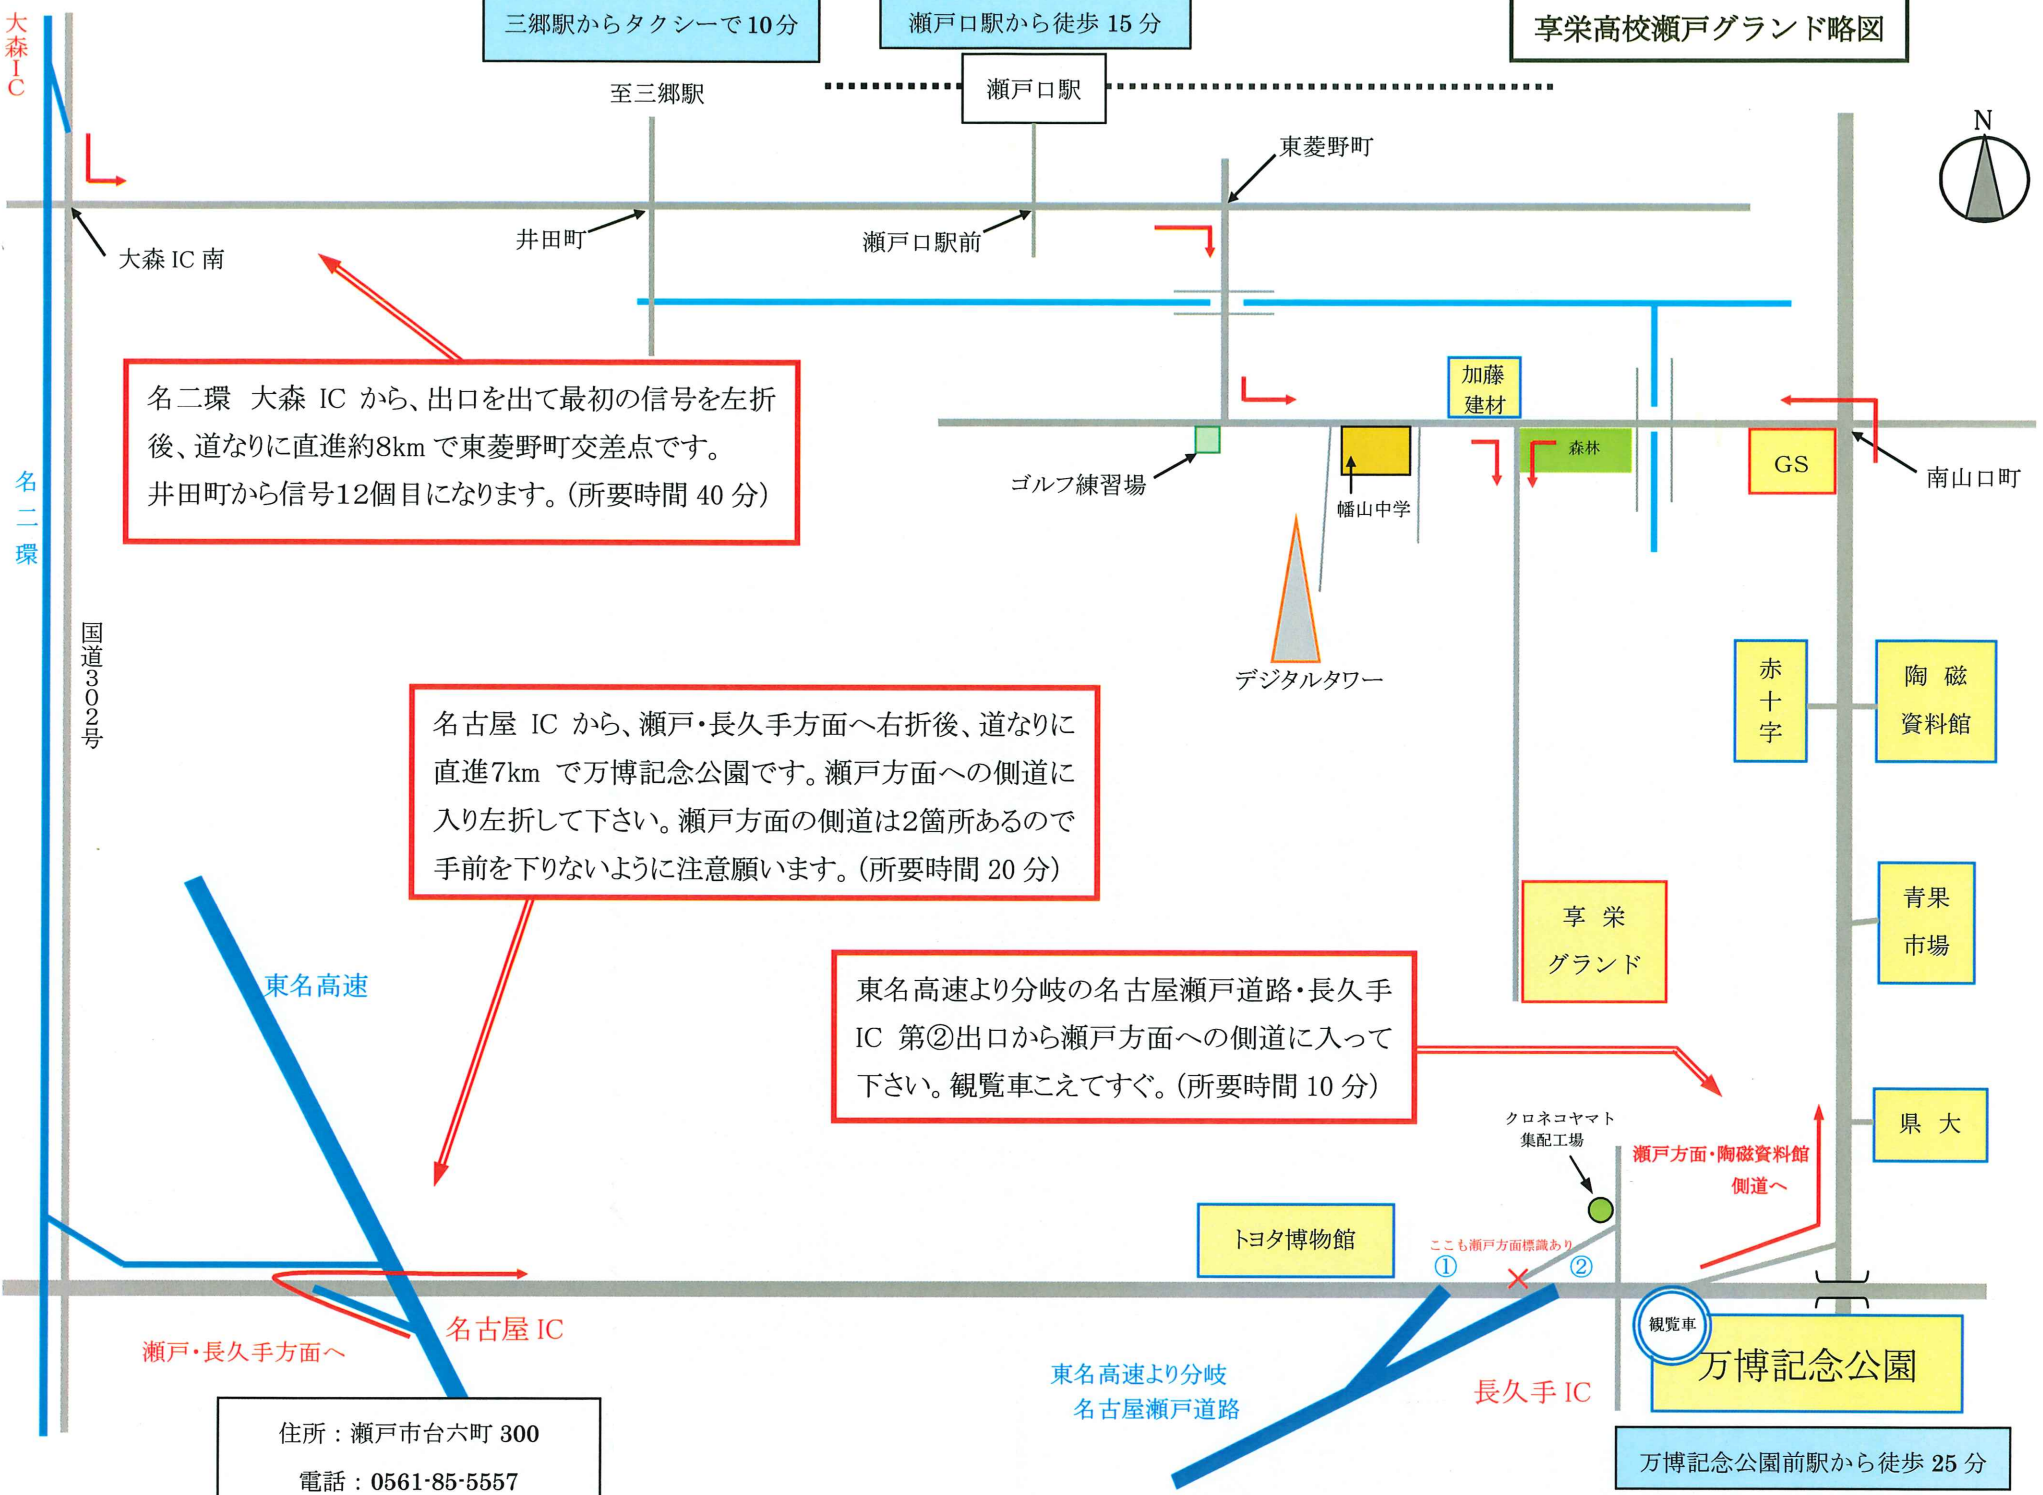 大森IC
三郷駅からタクシーで10分
瀬戸口駅から徒歩 15 分
享栄高校瀬戸グランド略図
至三郷駅
瀬戸口駅
N
東菱野町
大森 IC 南
井田町
瀬戸口駅前
名二環 大森 IC から、出口を出て最初の信号を左折
後、道なりに直進約8km で東菱野町交差点です。
井田町から信号12個目になります。（所要時間 40 分）
加藤
建材
森林
GS
南山口町
ゴルフ練習場
幡山中学
名二環
国道302号
デジタルタワー
赤十字
陶 磁
資料館
名古屋 IC から、瀬戸・長久手方面へ右折後、道なりに
直進7km で万博記念公園です。瀬戸方面への側道に
入り左折して下さい。瀬戸方面の側道は2箇所あるので
手前を下りないように注意願います。（所要時間 20 分）
享 栄
グランド
青果
市場
東名高速
東名高速より分岐の名古屋瀬戸道路・長久手
IC 第②出口から瀬戸方面への側道に入って
下さい。観覧車こえてすぐ。（所要時間 10 分）
県 大
クロネコヤマト
集配工場
瀬戸方面・陶磁資料館
側道へ
トヨタ博物館
ここも瀬戸方面標識あり
①
②
名古屋 IC
瀬戸・長久手方面へ
観覧車
万博記念公園
東名高速より分岐
名古屋瀬戸道路
長久手 IC
住所：瀬戸市台六町 300
電話：0561-85-5557
万博記念公園前駅から徒歩 25 分